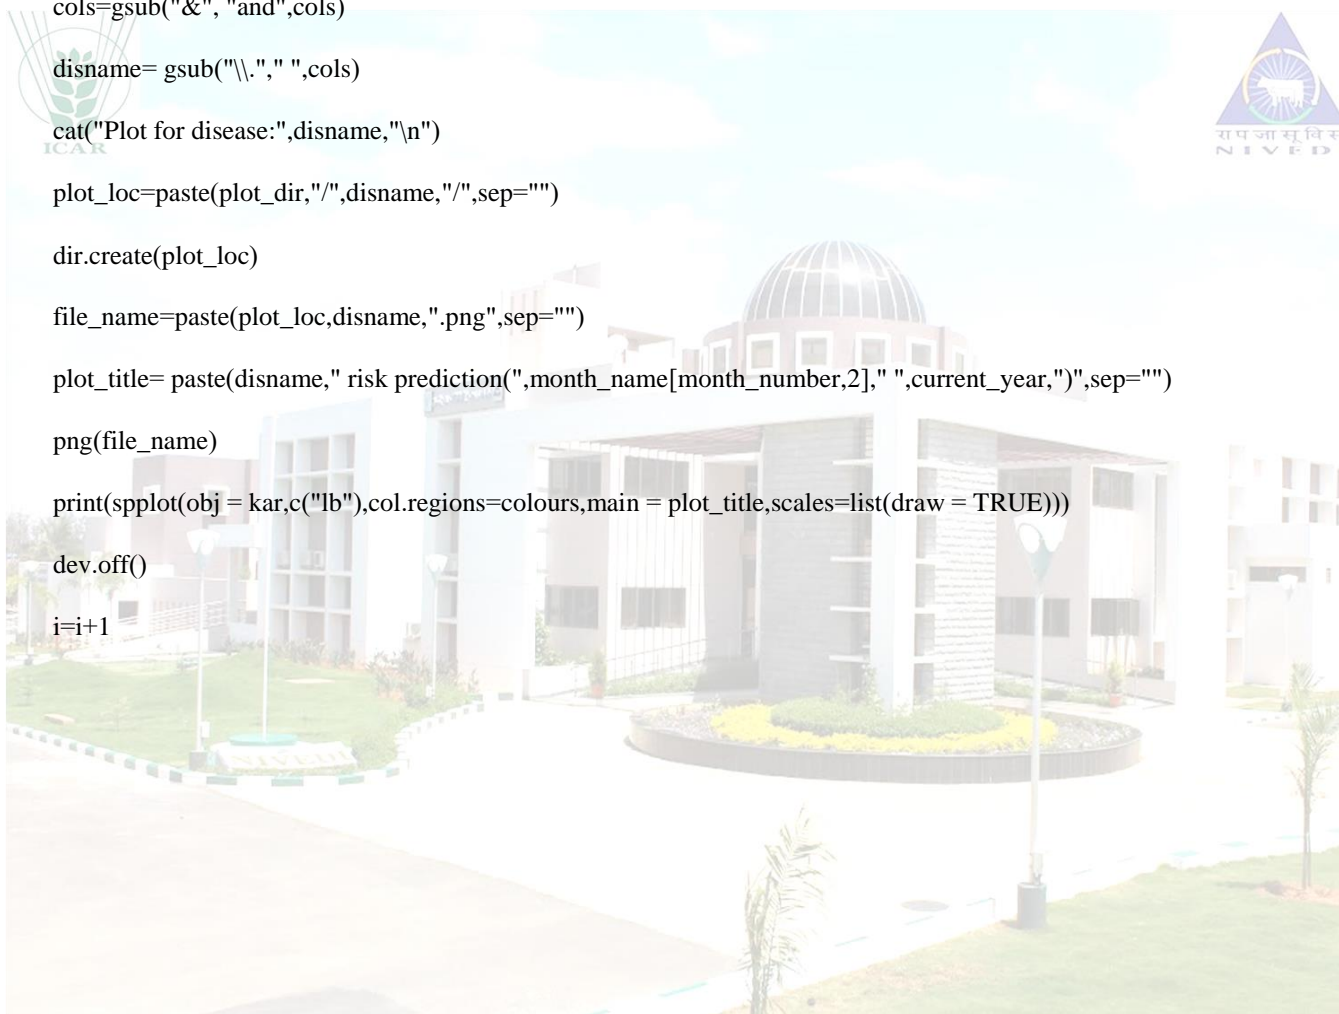 cols=gsub("&", "and",cols)
disname= gsub("\\."," ",cols)
cat("Plot for disease:",disname,"\n")
ICAR
राप जा सू वि स
NIVED
plot_loc=paste(plot_dir,"/",disname,"/",sep="")
dir.create(plot_loc)
file_name=paste(plot_loc,disname,".png",sep="")
plot_title= paste(disname," risk prediction(",month_name[month_number,2]," ",current_year,")",sep="")
png(file_name)
print(spplot(obj = kar,c("lb"),col.regions=colours,main = plot_title,scales=list(draw = TRUE)))
dev.off()
i=i+1
NIVEDI